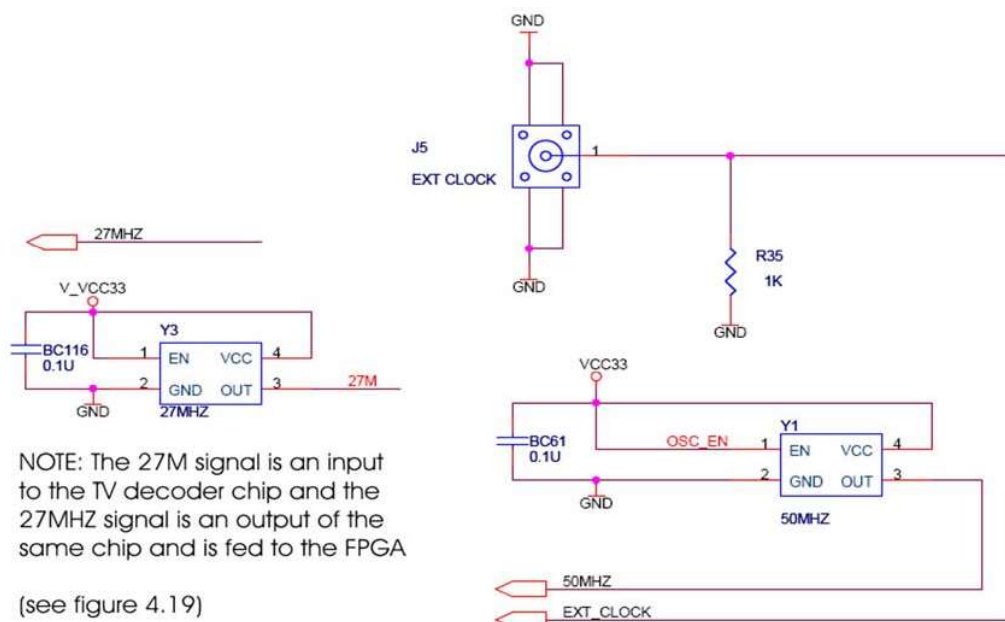 GND
J5
1
EXT CLOCK
27MHZ
R35
1K
GND
GND
V_VCC33
Y3
BC116
0.1U
1
EN
VCC
4
2
GND
OUT
3
27M
GND
27MHZ
VCC33
Y1
BC61
0.1U
OSC_EN
1
EN
VCC
4
2
GND
OUT
3
GND
50MHZ
NOTE: The 27M signal is an input
to the TV decoder chip and the
27MHZ signal is an output of the
same chip and is fed to the FPGA
(see figure 4.19)
50MHZ
EXT_CLOCK